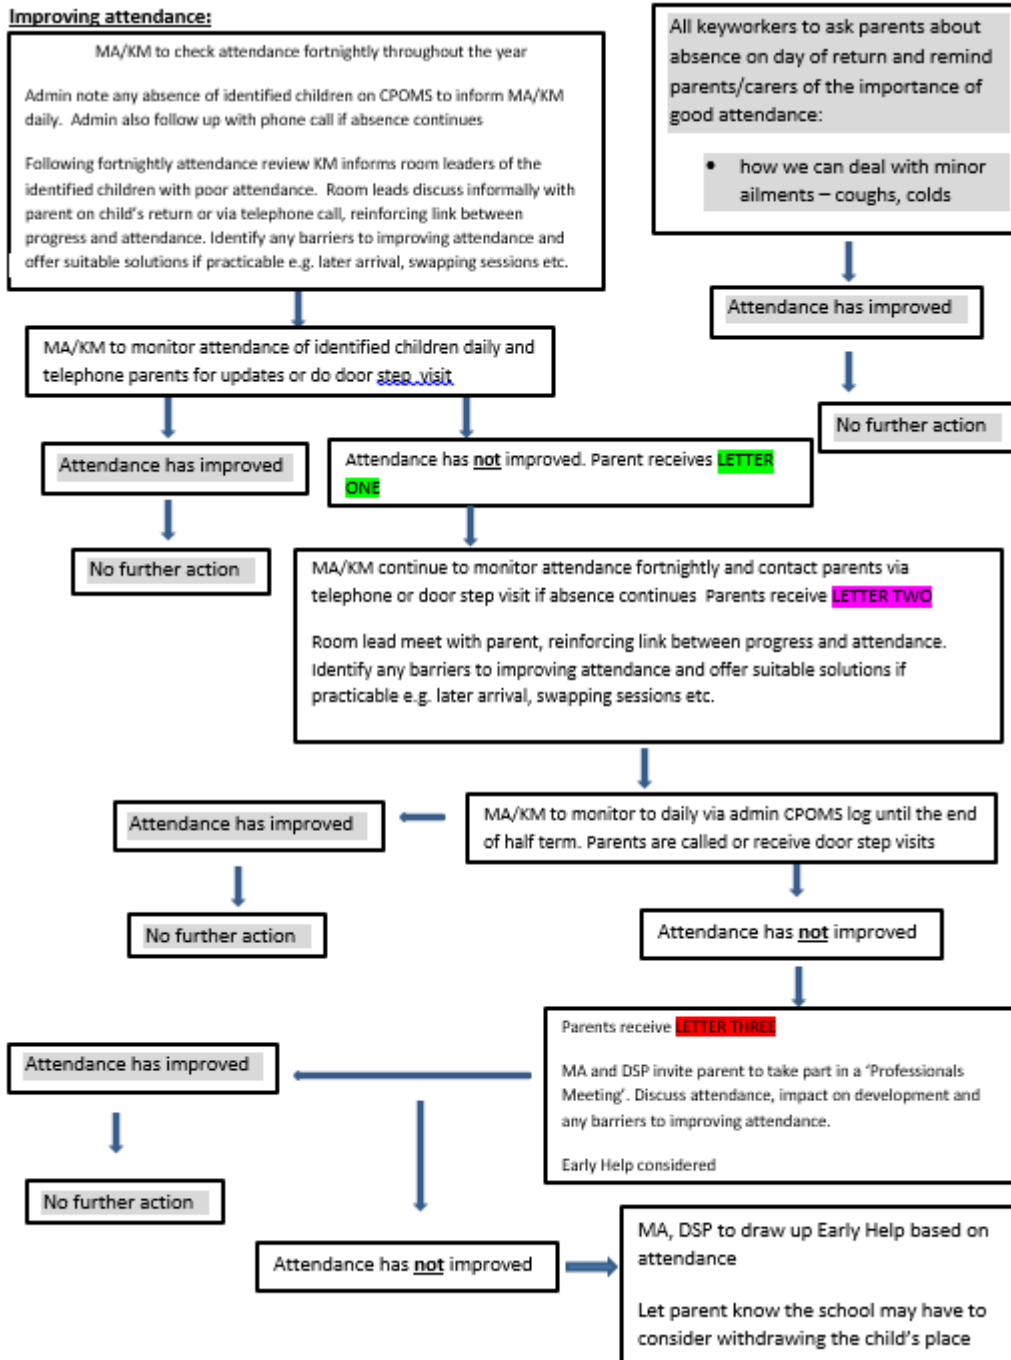 Improving attendance:
MA/KM to check attendance fortnightly throughout the year
Admin note any absence of identified children on CPOMS to inform MA/KM
daily.  Admin also follow up with phone call if absence continues
Following fortnightly attendance review KM informs room leaders of the
identified children with poor attendance.  Room leads discuss informally with
parent on child's return or via telephone call, reinforcing link between
progress and attendance. Identify any barriers to improving attendance and
offer suitable solutions if practicable e.g. later arrival, swapping sessions etc.
All keyworkers to ask parents about
absence on day of return and remind
parents/carers of the importance of
good attendance:
• how we can deal with minor
ailments – coughs, colds
Attendance has improved
No further action
MA/KM to monitor attendance of identified children daily and
telephone parents for updates or do door step  visit
Attendance has improved
No further action
Attendance has not improved. Parent receives LETTER
ONE
MA/KM continue to monitor attendance fortnightly and contact parents via
telephone or door step visit if absence continues  Parents receive LETTER TWO
Room lead meet with parent, reinforcing link between progress and attendance.
Identify any barriers to improving attendance and offer suitable solutions if
practicable e.g. later arrival, swapping sessions etc.
MA/KM to monitor to daily via admin CPOMS log until the end
of half term. Parents are called or receive door step visits
Attendance has improved
No further action
Attendance has not improved
Parents receive LETTER THREE
MA and DSP invite parent to take part in a 'Professionals
Meeting'. Discuss attendance, impact on development and
any barriers to improving attendance.
Early Help considered
Attendance has improved
No further action
Attendance has not improved
MA, DSP to draw up Early Help based on
attendance
Let parent know the school may have to
consider withdrawing the child's place